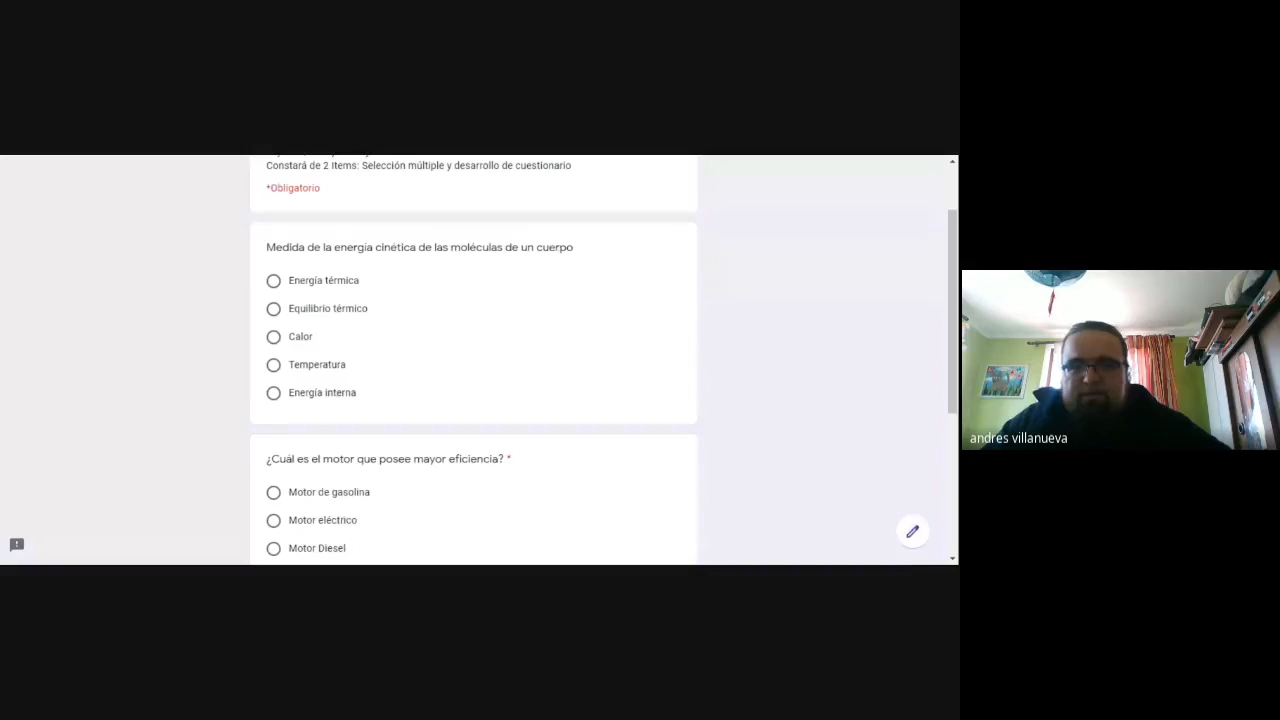 Constará de 2 Items: Selección múltiple y desarrollo de cuestionario
*Obligatorio
Medida de la energía cinética de las moléculas de un cuerpo
Energía térmica
Equilibrio térmico
Calor
Temperatura
Energía interna
¿Cuál es el motor que posee mayor eficiencia? *
Motor de gasolina
Motor eléctrico
Motor Diesel
andres villanueva